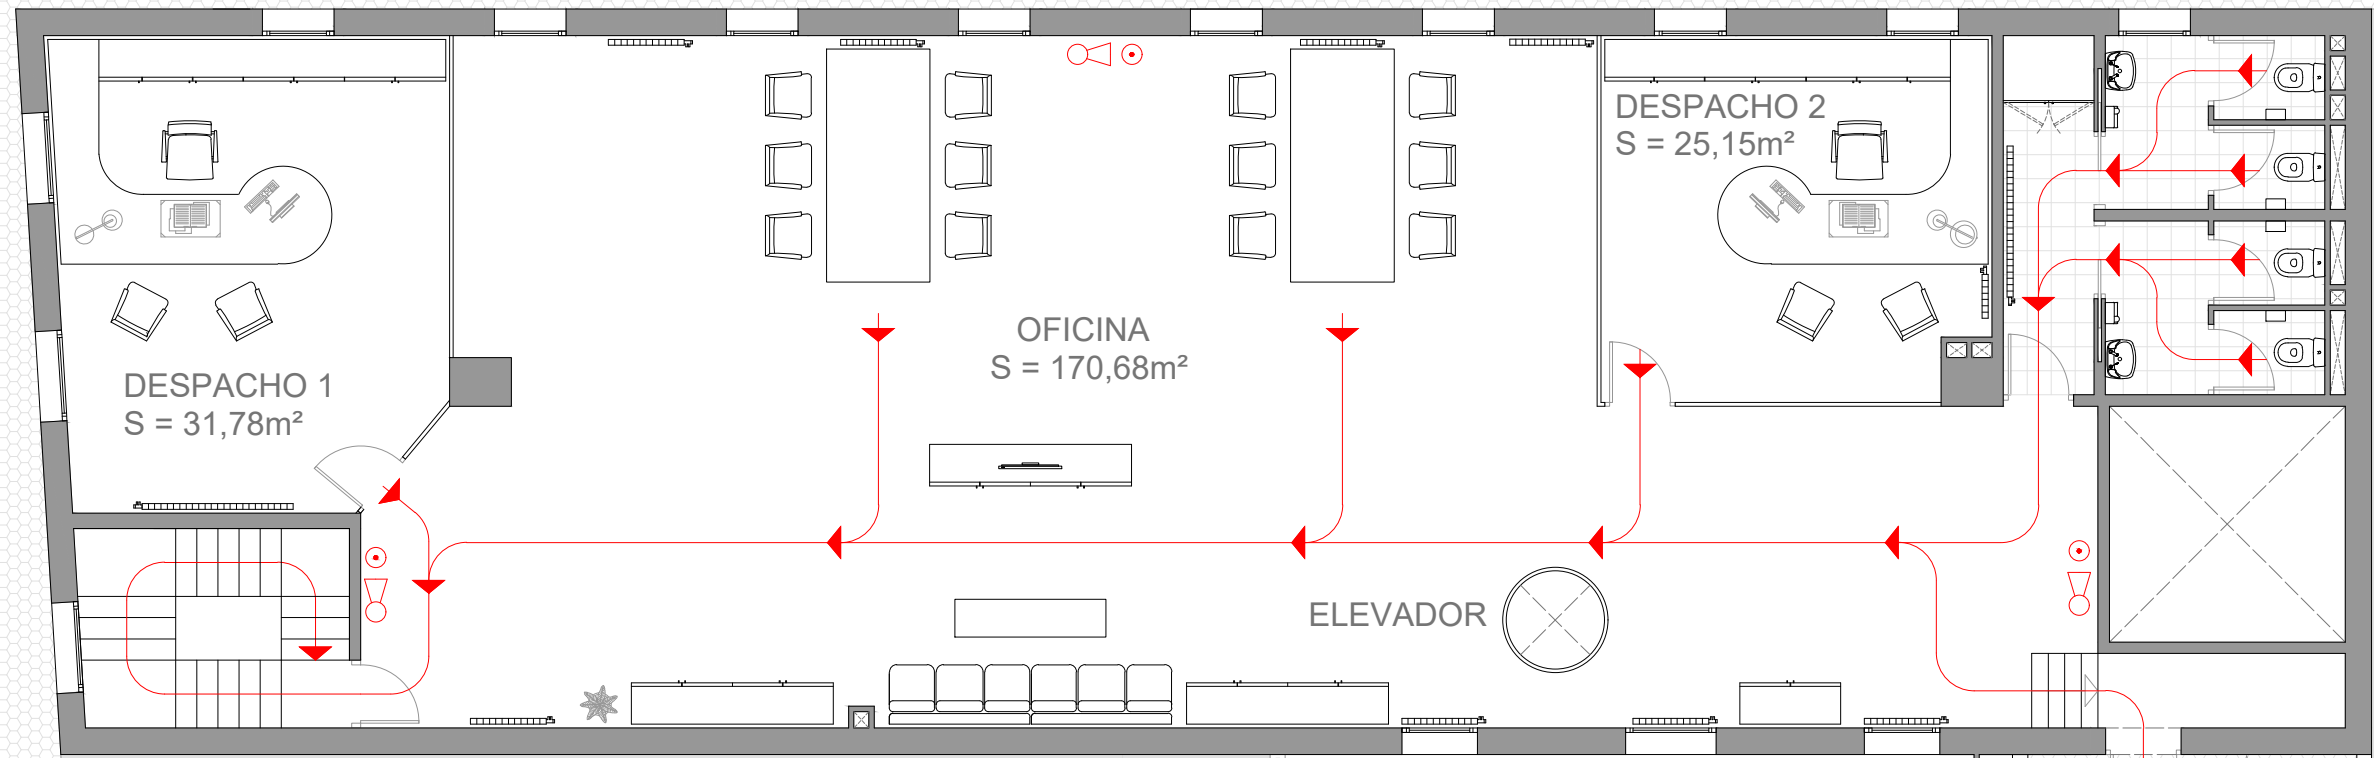 DESPACHO 2
S = 25,15m²
OFICINA
S = 170,68m²
DESPACHO 1
S = 31,78m²
ELEVADOR